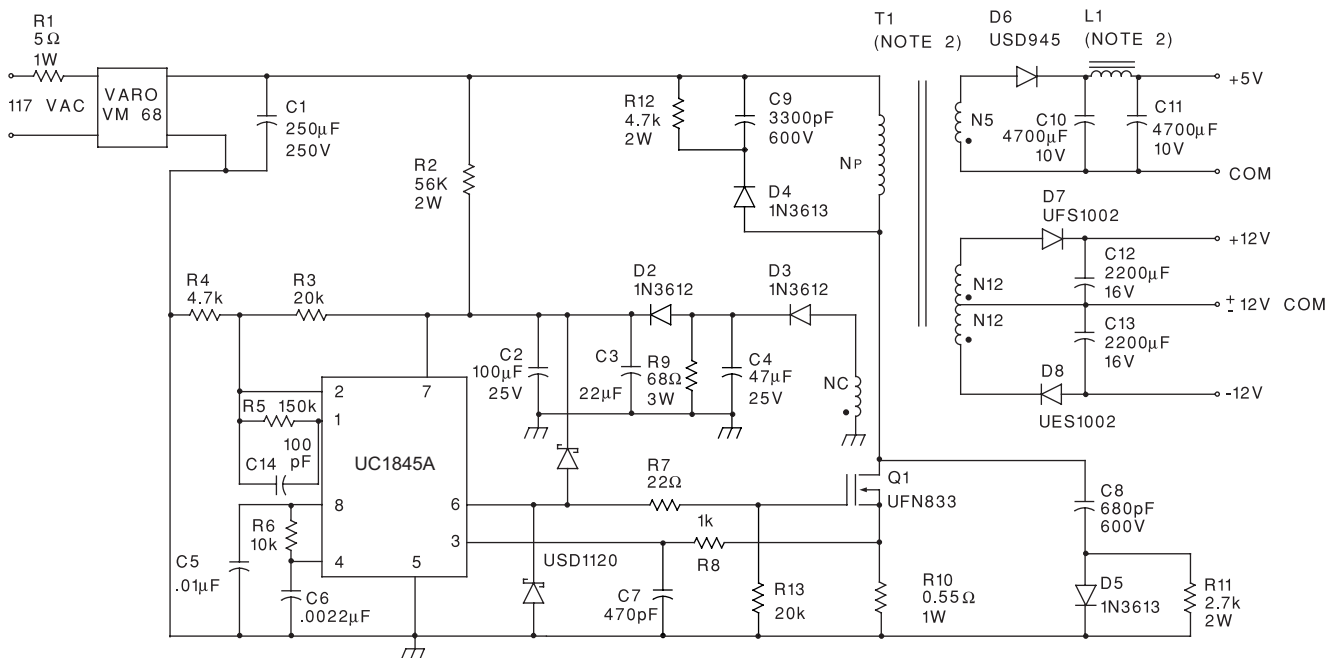 R1
5Ω
1W
117 VAC
VARO
VM 68
C1
250µF
250V
R2
56K
2W
R12
4.7k
2W
C9
3300pF
600V
D4
1N3613
NP
T1
(NOTE 2)
D6
USD945
L1
(NOTE 2)
+5V
N5
C10
4700µF
10V
C11
4700µF
10V
COM
D7
UFS1002
+12V
N12
N12
C12
2200µF
16V
± 12V COM
C13
2200µF
16V
D8
UES1002
-12V
R4
4.7k
R3
20k
D2
1N3612
D3
1N3612
C2
100µF
25V
C3
22µF
R9
68Ω
3W
C4
47µF
25V
NC
2
7
R5
150k
1
100
pF
C14
UC1845A
8
6
R6
10k
3
4
5
C5
.01µF
C6
.0022µF
R7
22Ω
Q1
UFN833
1k
R8
USD1120
C7
470pF
R13
20k
R10
0.55Ω
1W
C8
680pF
600V
D5
1N3613
R11
2.7k
2W